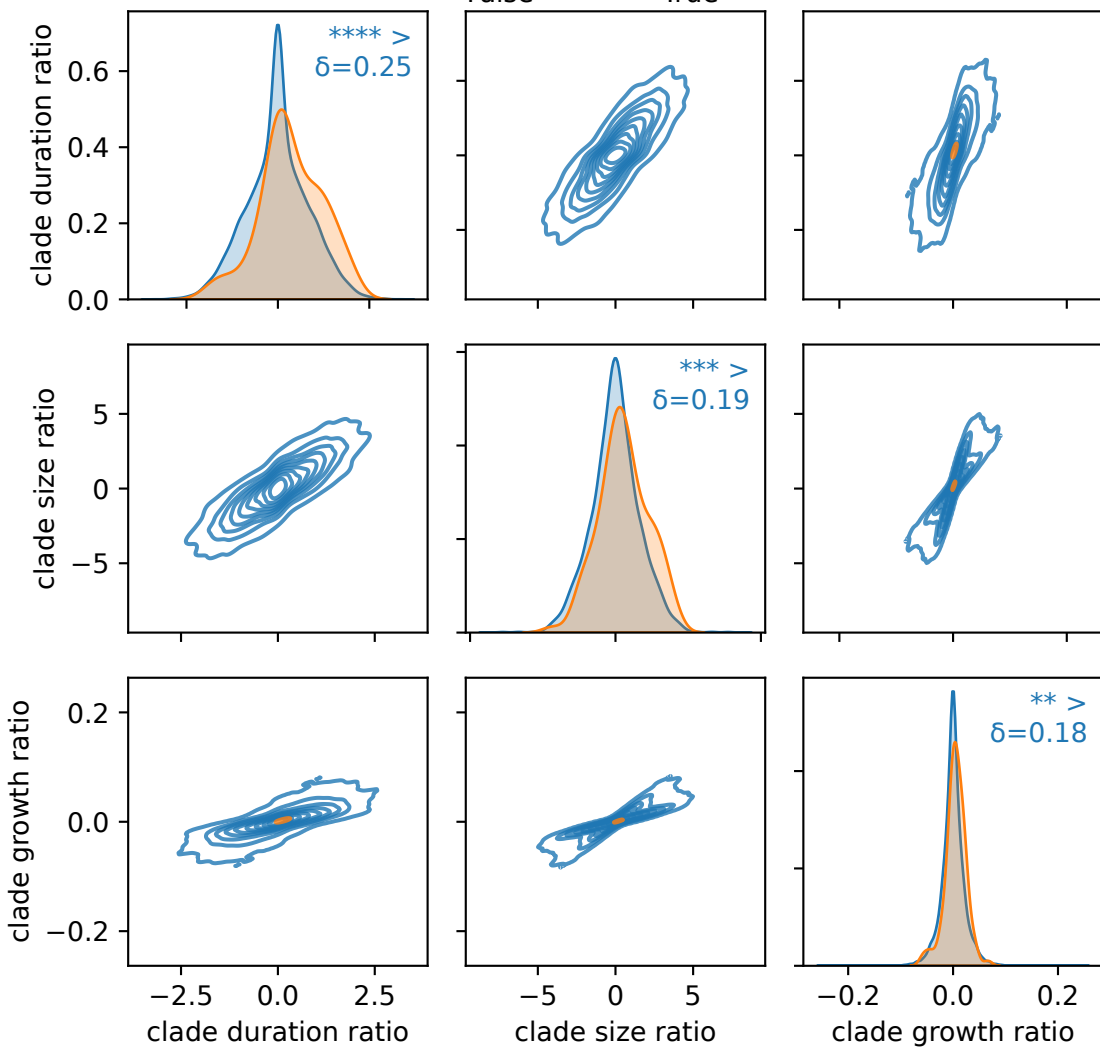 clade duration ratio
0.6
0.4
0.2
0.0
**** >
δ=0.25
clade size ratio
5
0
−5
*** >
δ=0.19
clade growth ratio
0.2
0.0
−0.2
** >
δ=0.18
−2.5 0.0 2.5
−5 0 5
−0.2 0.0 0.2
clade duration ratio
clade size ratio
clade growth ratio